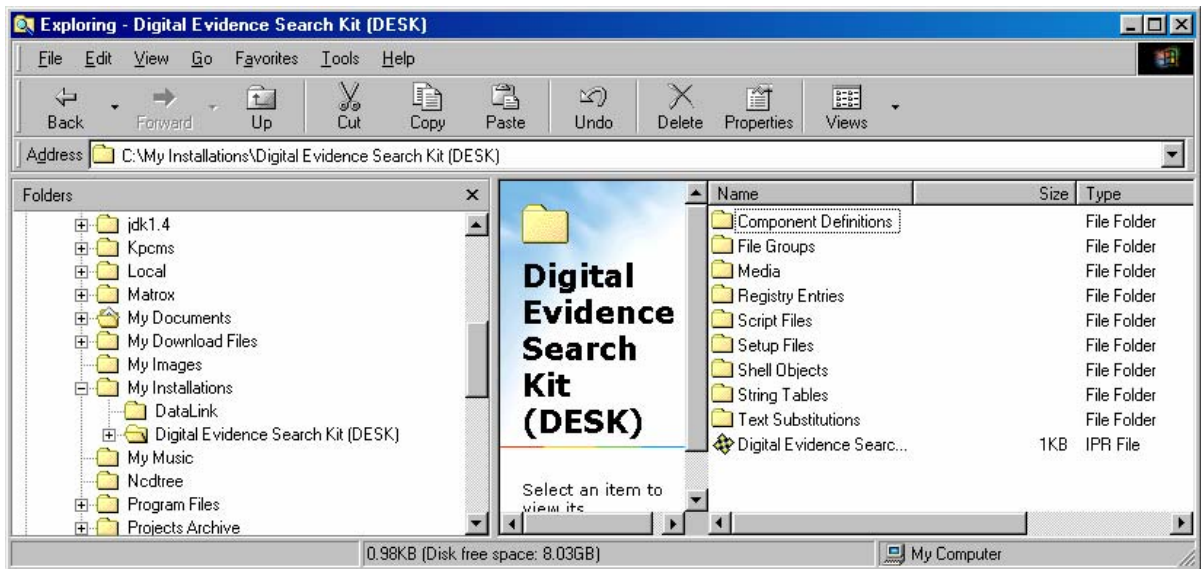 Exploring - Digital Evidence Search Kit (DESK)
File Edit View Go Favorites Tools Help
Back Forward Up Cut Copy Paste Undo Delete Properties Views
Address C:\My Installations\Digital Evidence Search Kit (DESK)
Folders
jdk1.4
Kpcms
Local
Matrox
My Documents
My Download Files
My Images
My Installations
DataLink
Digital Evidence Search Kit (DESK)
My Music
Ncdtree
Program Files
Projects Archive
Digital
Evidence
Search
Kit
(DESK)
Select an item to
view its
Name Size Type
Component Definitions File Folder
File Groups File Folder
Media File Folder
Registry Entries File Folder
Script Files File Folder
Setup Files File Folder
Shell Objects File Folder
String Tables File Folder
Text Substitutions File Folder
Digital Evidence Searc... 1KB IPR File
0.98KB (Disk free space: 8.03GB) My Computer